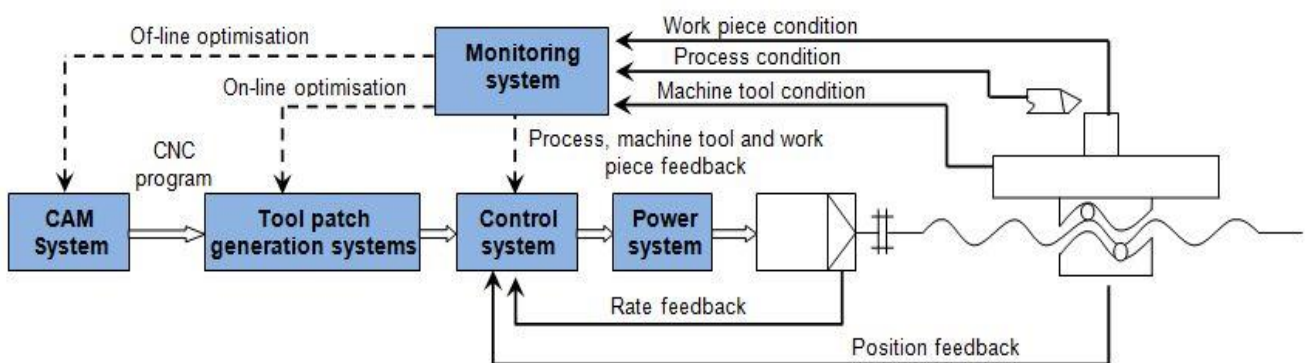 Work piece condition
Of-line optimisation
Monitoring
system
Process condition
On-line optimisation
Machine tool condition
Process, machine tool and work
piece feedback
CNC
program
CAM
System
Tool patch
generation systems
Control
system
Power
system
Rate feedback
Position feedback